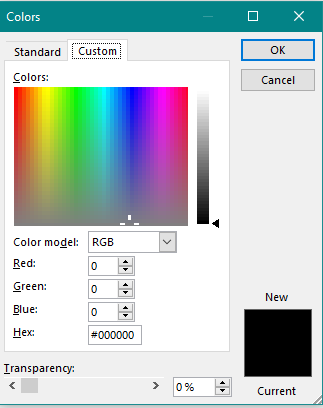 Colors
Standard
Custom
OK
Cancel
Colors:
Color model: RGB
Red: 0
Green: 0
Blue: 0
Hex: #000000
New
Current
Transparency:
0 %